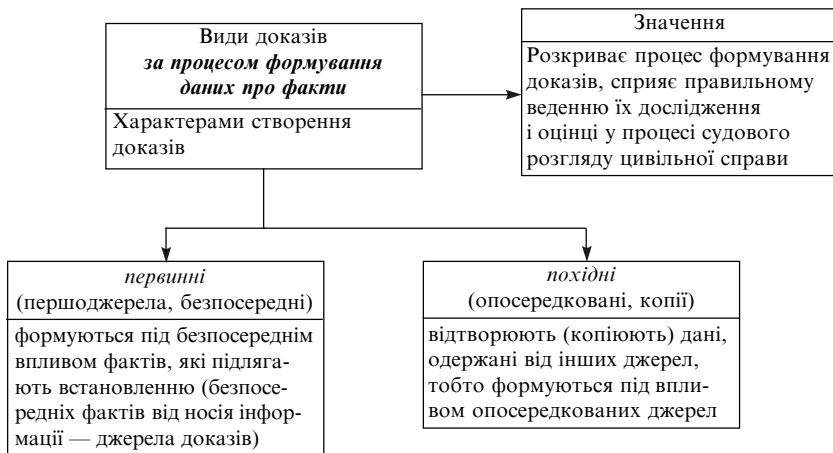 Види доказів
за процесом формування
даних про факти
Характерами створення
доказів
Значення
Розкриває процес формування
доказів, сприяє правильному
веденню їх дослідження
і оцінці у процесі судового
розгляду цивільної справи
первинні
(першоджерела, безпосередні)
формуються під безпосереднім
впливом фактів, які підляга-
ють встановленню (безпосе-
редніх фактів від носія інфор-
мації — джерела доказів)
похідні
(опосередковані, копії)
відтворюють (копіюють) дані,
одержані від інших джерел,
тобто формуються під впли-
вом опосередкованих джерел